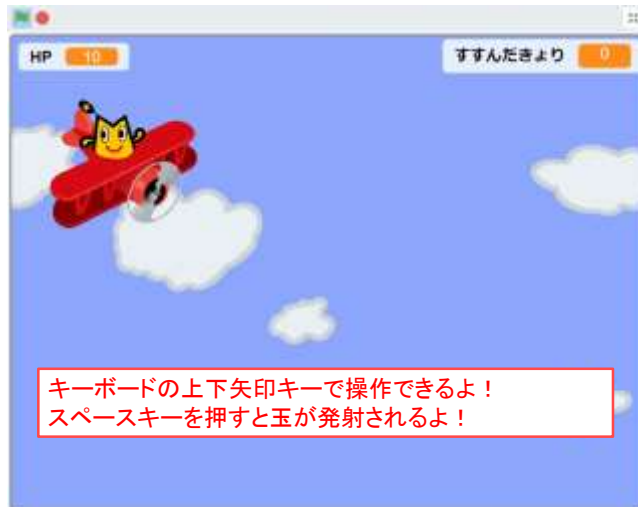 HP 10
すすんだきょり 0
キーボードの上下矢印キーで操作できるよ！
スペースキーを押すと玉が発射されるよ！